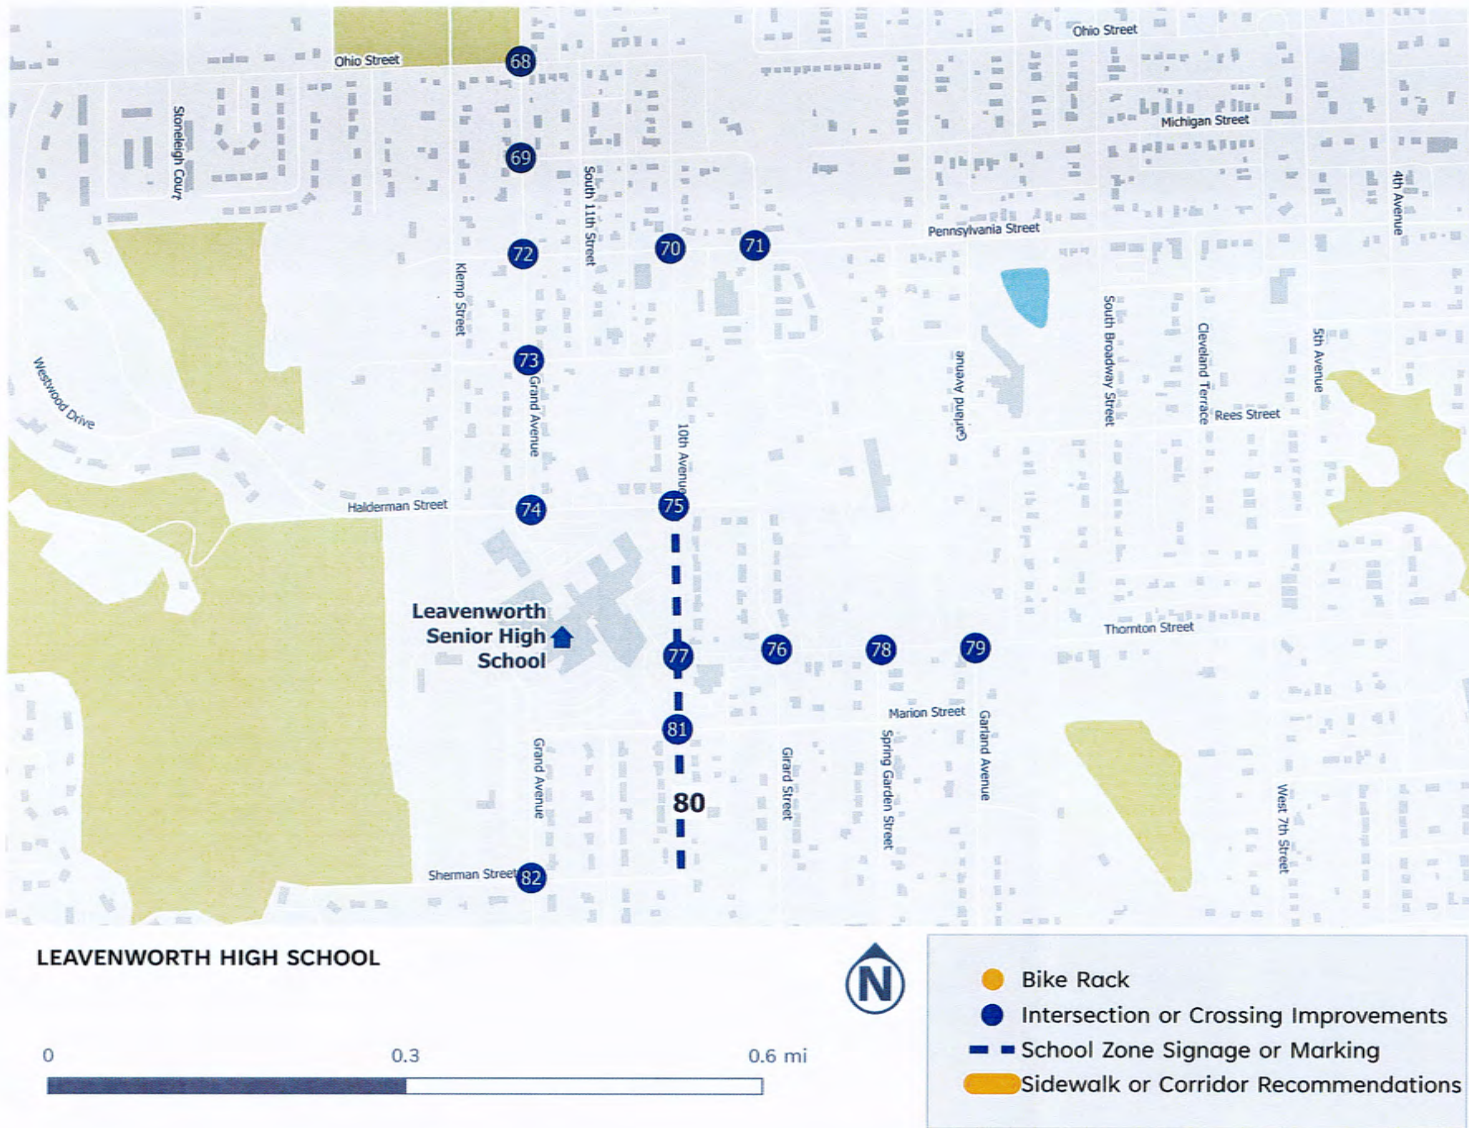 Ohio Street
Ohio Street
68
Stoneleigh Court
Michigan Street
69
South 11th Street
4th Avenue
Pennsylvania Street
70
71
72
Klemp Street
South Broadway Street
Cleveland Terrace
5th Avenue
73
Westwood Drive
Grand Avenue
Garland Avenue
Rees Street
10th Avenue
Halderman Street
74
75
Leavenworth
Senior High
School
Thornton Street
77
76
78
79
Marion Street
81
Grand Avenue
Girard Street
Spring Garden Street
Garland Avenue
80
West 7th Street
Sherman Street
82
LEAVENWORTH HIGH SCHOOL
N
0 0.3 0.6 mi
Bike Rack
Intersection or Crossing Improvements
School Zone Signage or Marking
Sidewalk or Corridor Recommendations